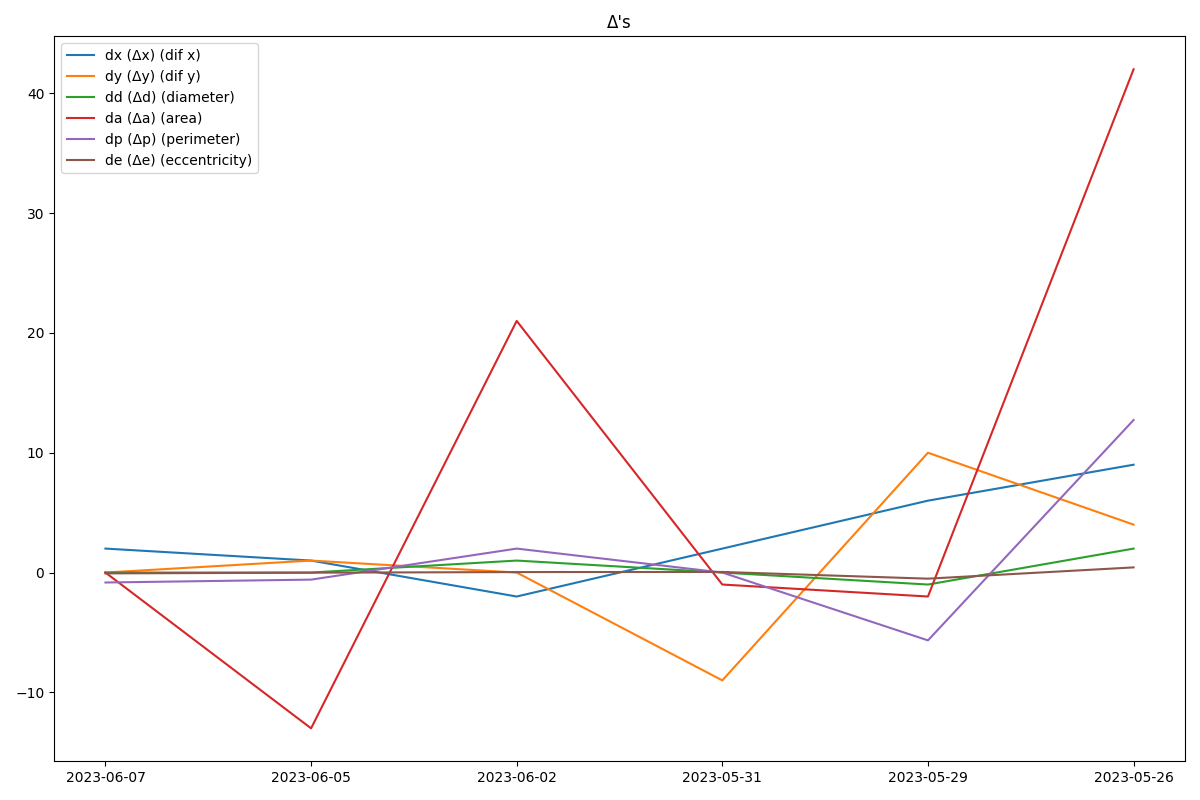 Δ's
dx (Δx) (dif x)
dy (Δy) (dif y)
dd (Δd) (diameter)
da (Δa) (area)
dp (Δp) (perimeter)
de (Δe) (eccentricity)
40
30
20
10
0
−10
2023-06-07 2023-06-05 2023-06-02 2023-05-31 2023-05-29 2023-05-26